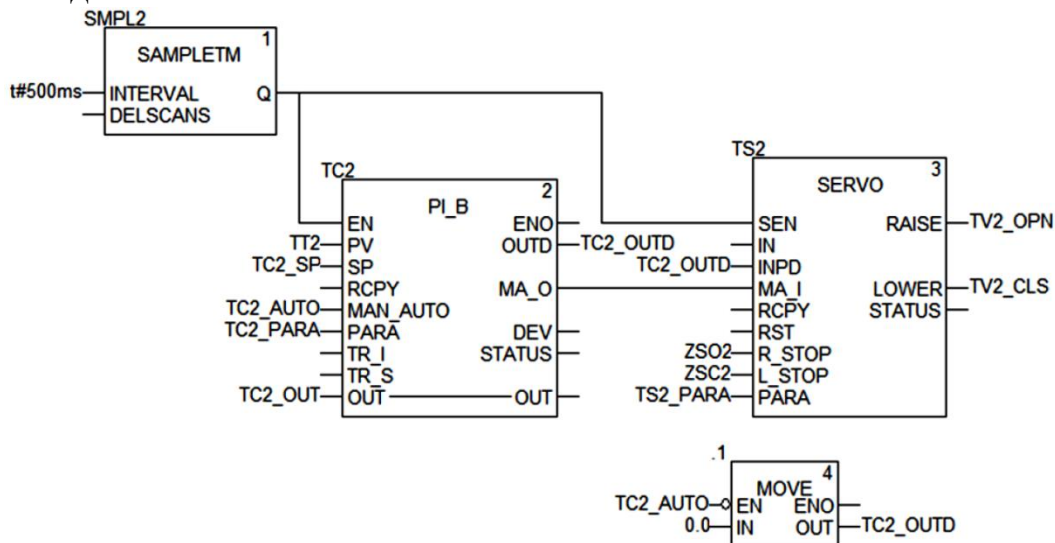 SMPL2
1
SAMPLETM
t#500ms INTERVAL Q
DELSCANS
TC2
2
PI_B
EN ENO
TT2 PV OUTD TC2_OUTD
TC2_SP SP
RCPY MA_O
TC2_AUTO MAN_AUTO
TC2_PARA PARA DEV
TR_I STATUS
TR_S
TC2_OUT OUT OUT
TS2
3
SERVO
SEN RAISE TV2_OPN
IN
TC2_OUTD INPD
MA_I LOWER TV2_CLS
RCPY STATUS
RST
ZSO2 R_STOP
ZSC2 L_STOP
TS2_PARA PARA
.1
4
MOVE
TC2_AUTO EN ENO
0.0 IN OUT TC2_OUTD